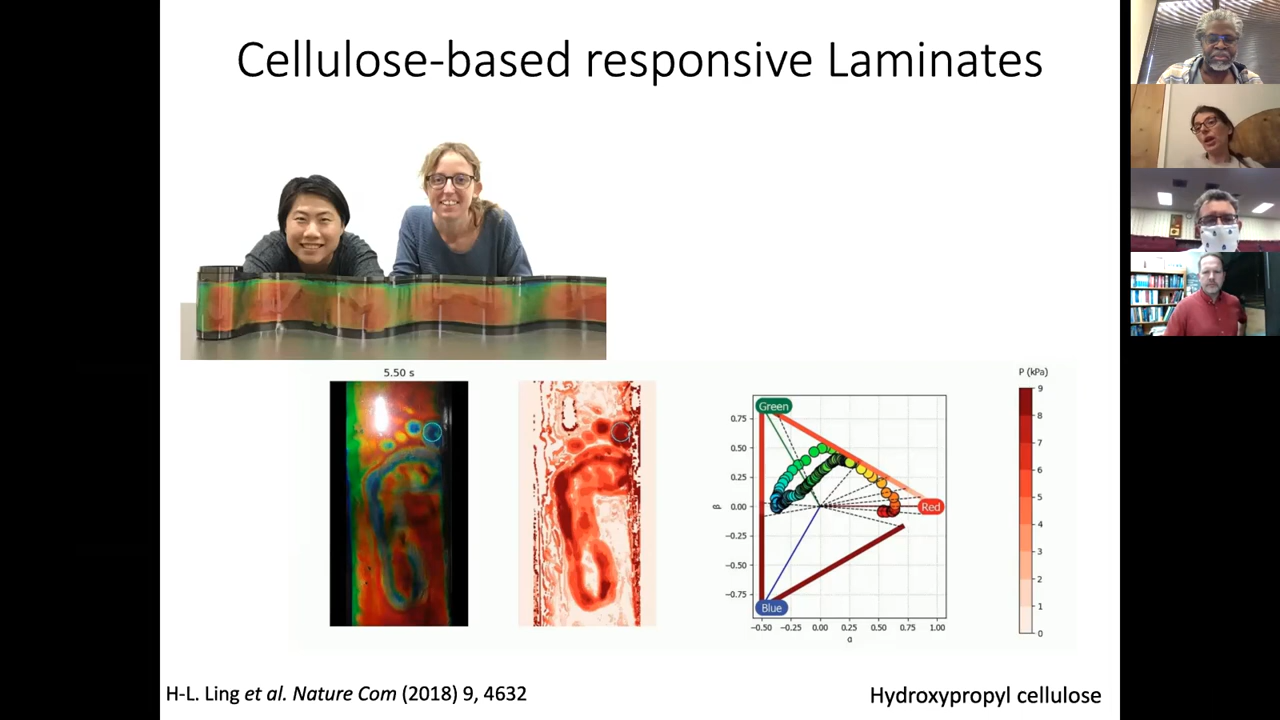 Cellulose-based responsive Laminates
5.50 s
P (kPa)
9
8
7
6
5
4
3
2
1
0
Green
Red
Blue
0.75
0.50
0.25
0.00
−0.25
−0.50
−0.75
β
−0.50 −0.25 0.00 0.25 0.50 0.75 1.00
α
H-L. Ling et al. Nature Com (2018) 9, 4632
Hydroxypropyl cellulose